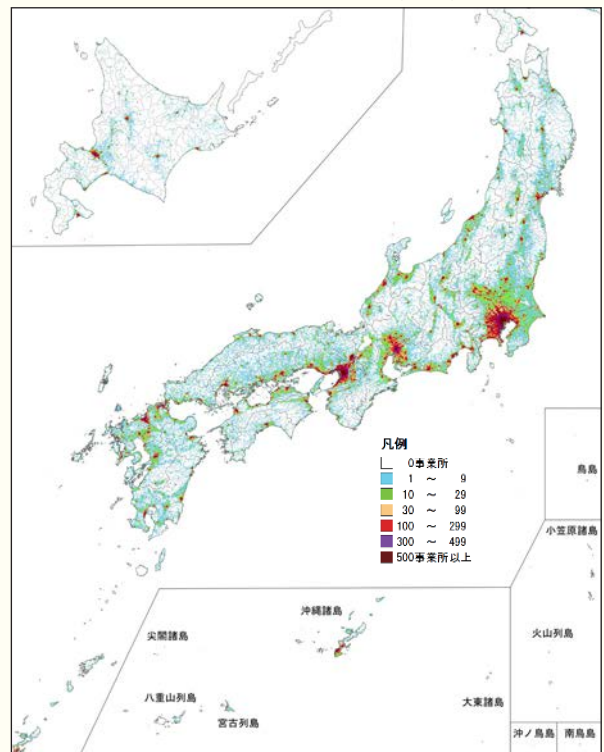 凡例
0事業所
1 ～ 9
10 ～ 29
30 ～ 99
100 ～ 299
300 ～ 499
500事業所以上
鳥島
小笠原諸島
沖縄諸島
尖閣諸島
火山列島
八重山列島
宮古列島
大東諸島
沖ノ鳥島
南鳥島